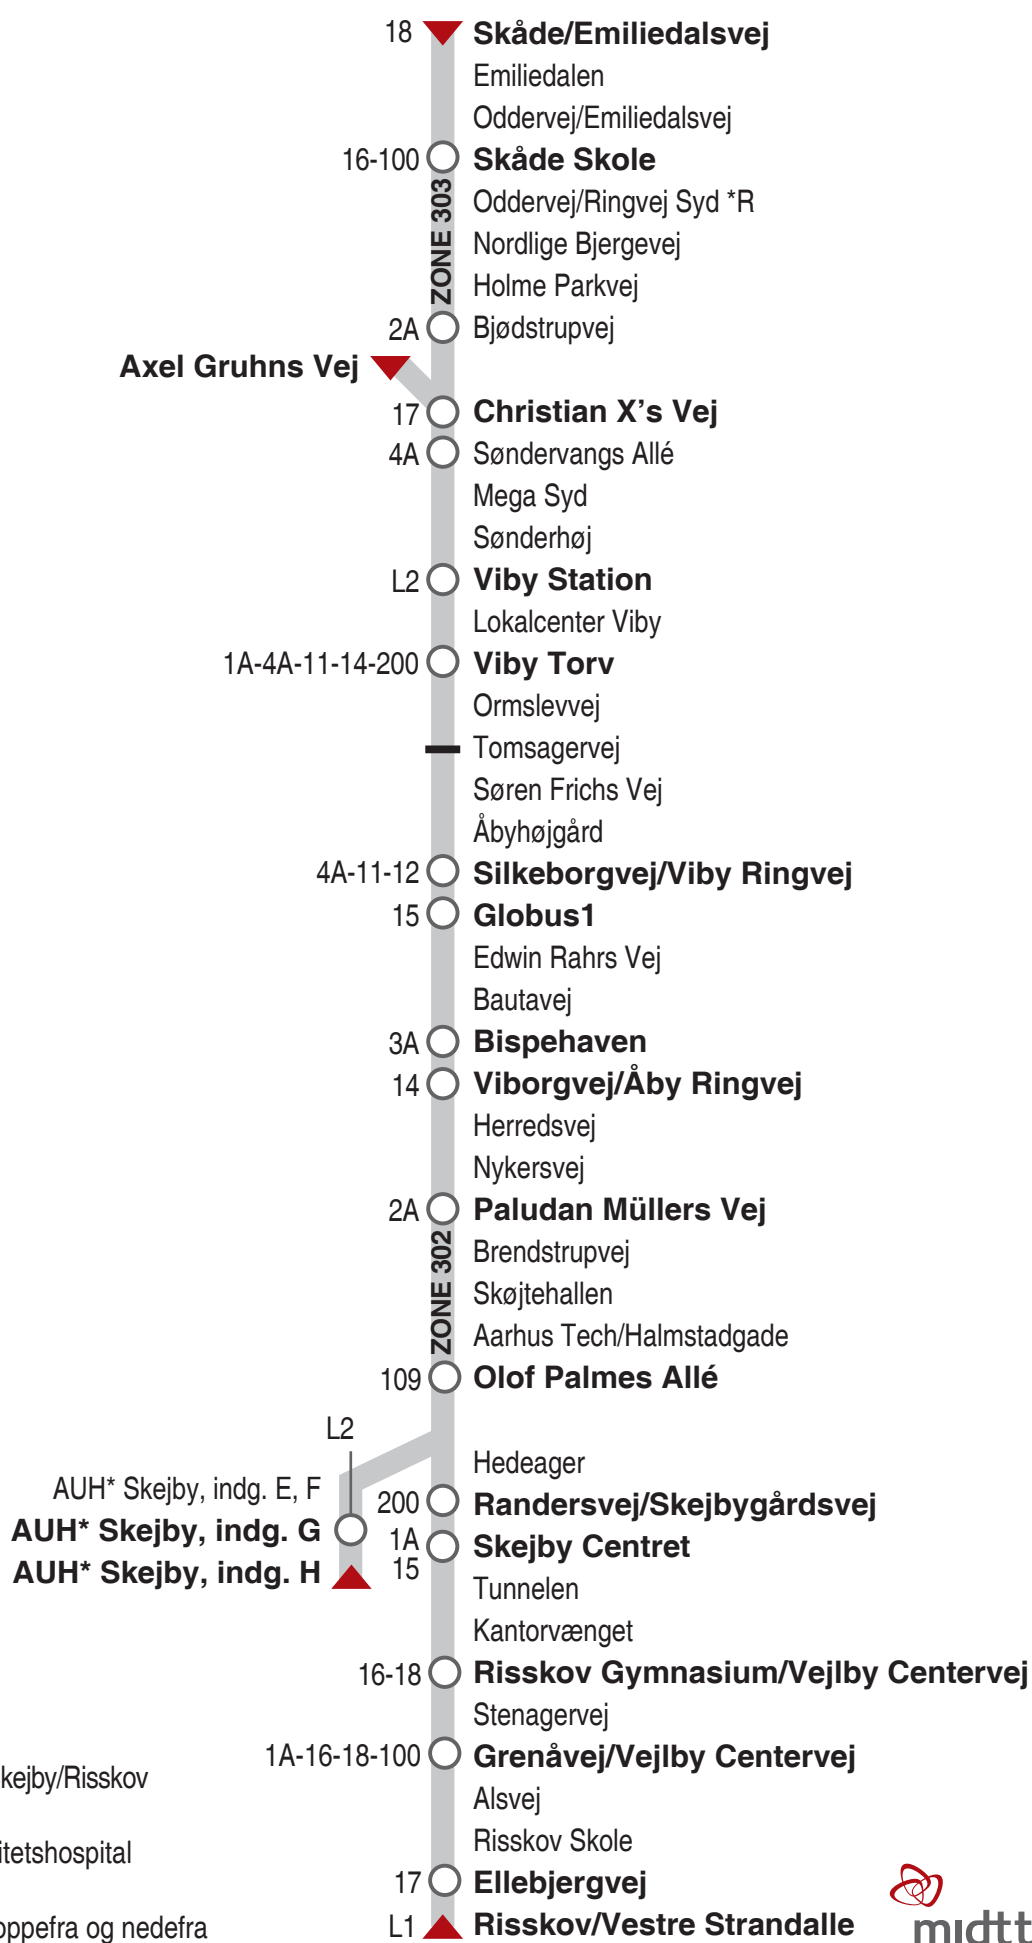 18 Skåde/Emiliedalsvej
Emiliedalen
Oddervej/Emiliedalsvej
16-100 Skåde Skole
ZONE 303
Oddervej/Ringvej Syd *R
Nordlige Bjergevej
Holme Parkvej
2A Bjødstrupvej
Axel Gruhns Vej
17 Christian X’s Vej
4A Søndervangs Allé
Mega Syd
Sønderhøj
L2 Viby Station
Lokalcenter Viby
1A-4A-11-14-200 Viby Torv
Ormslevvej
Tomsagervej
Søren Frichs Vej
Åbyhøjgård
4A-11-12 Silkeborgvej/Viby Ringvej
15 Globus1
Edwin Rahrs Vej
Bautavej
3A Bispehaven
14 Viborgvej/Åby Ringvej
Herredsvej
Nykersvej
2A Paludan Müllers Vej
ZONE 302
Brendstrupvej
Skøjtehallen
Aarhus Tech/Halmstadgade
109 Olof Palmes Allé
L2
Hedeager
AUH* Skejby, indg. E, F
200 Randersvej/Skejbygårdsvej
AUH* Skejby, indg. G
1A Skejby Centret
15
AUH* Skejby, indg. H
Tunnelen
Kantorvænget
16-18 Risskov Gymnasium/Vejlby Centervej
Stenagervej
1A-16-18-100 Grenåvej/Vejlby Centervej
kejby/Risskov
Alsvej
Risskov Skole
itetshospital
17 Ellebjergvej
oppefra og nedefra
L1 Risskov/Vestre Strandalle
midtt